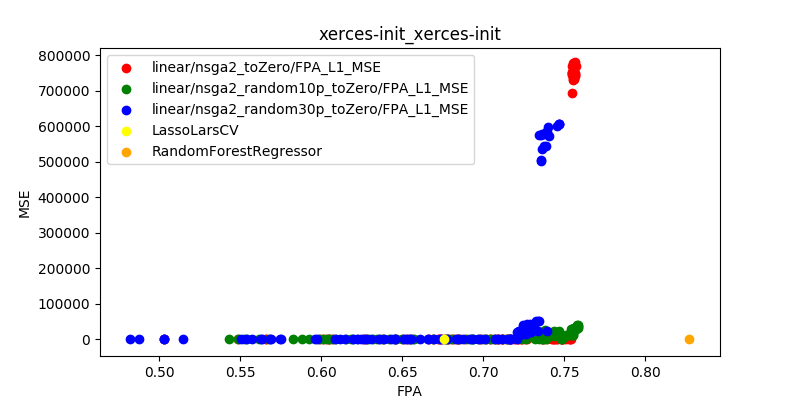 xerces-init_xerces-init
800000
700000
600000
500000
400000
300000
200000
100000
0
MSE
linear/nsga2_toZero/FPA_L1_MSE
linear/nsga2_random10p_toZero/FPA_L1_MSE
linear/nsga2_random30p_toZero/FPA_L1_MSE
LassoLarsCV
RandomForestRegressor
0.50 0.55 0.60 0.65 0.70 0.75 0.80
FPA